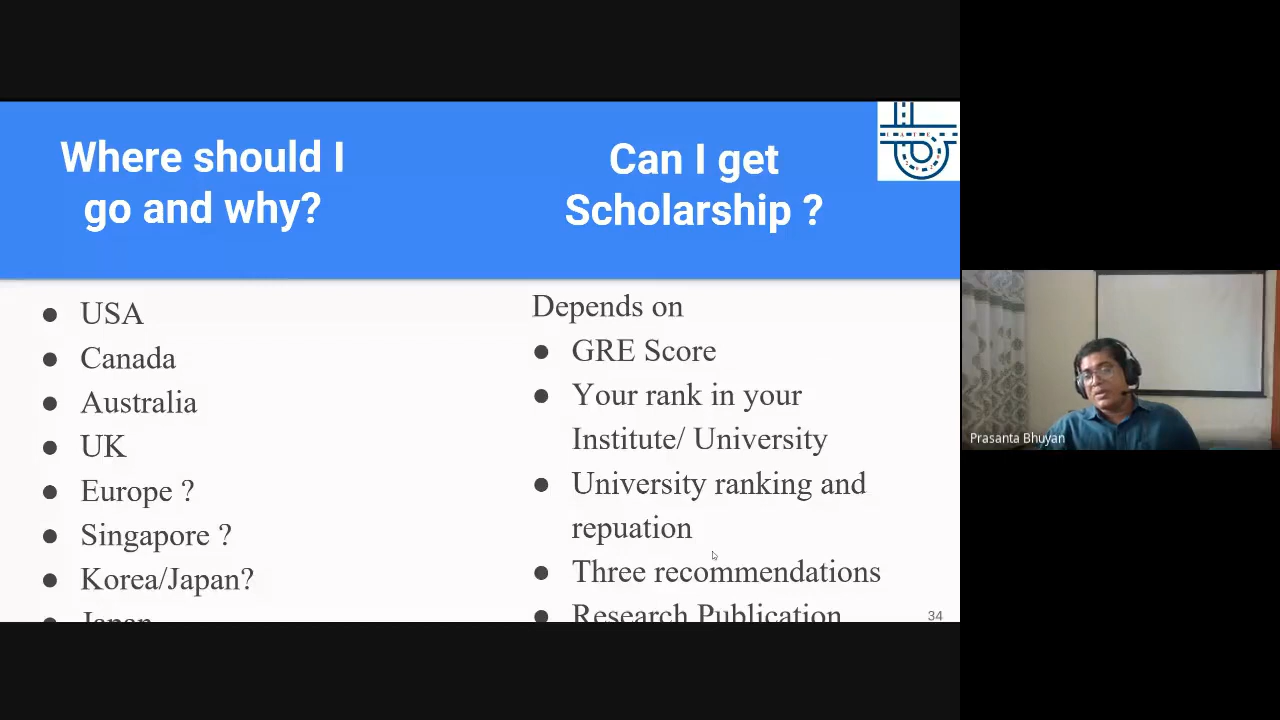 Where should I
go and why?
Can I get
Scholarship ?
USA
Canada
Australia
UK
Europe ?
Singapore ?
Korea/Japan?
Japan
Depends on
GRE Score
Your rank in your
Institute/ University
University ranking and
repuation
Three recommendations
Research Publication
34
Prasanta Bhuyan